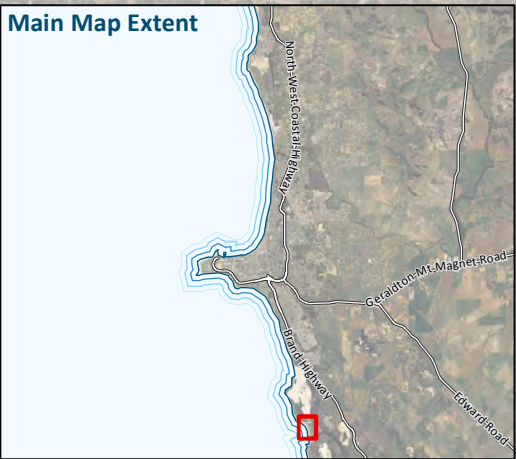 Main Map Extent
North-West-Coastal-Highway
Geraldton-Mt-Magnet-Road
Brand-Highway
Edward-Road